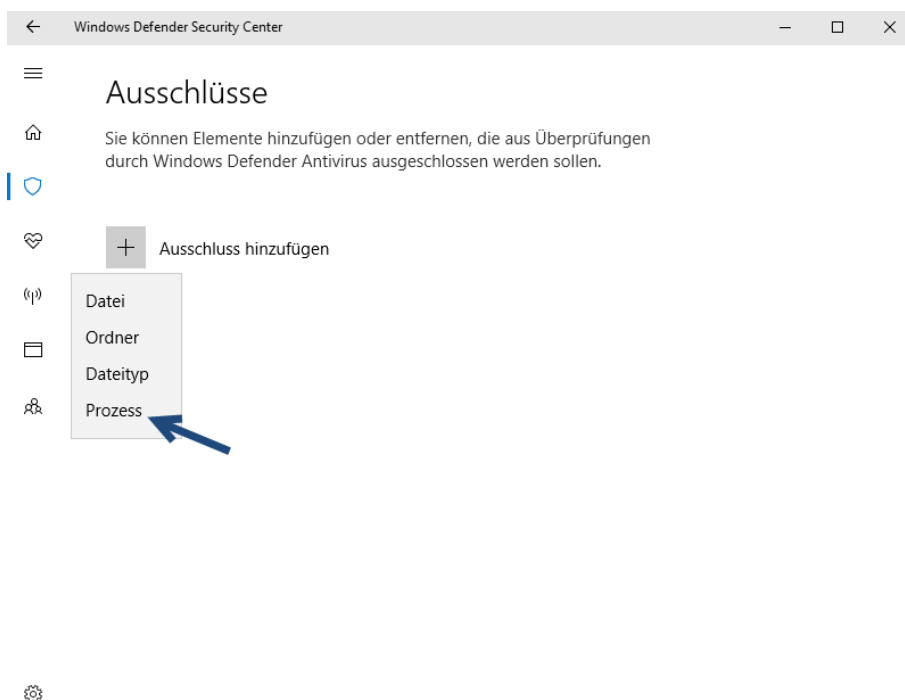 Windows Defender Security Center
Ausschlüsse
Sie können Elemente hinzufügen oder entfernen, die aus Überprüfungen
durch Windows Defender Antivirus ausgeschlossen werden sollen.
Ausschluss hinzufügen
Datei
Ordner
Dateityp
Prozess